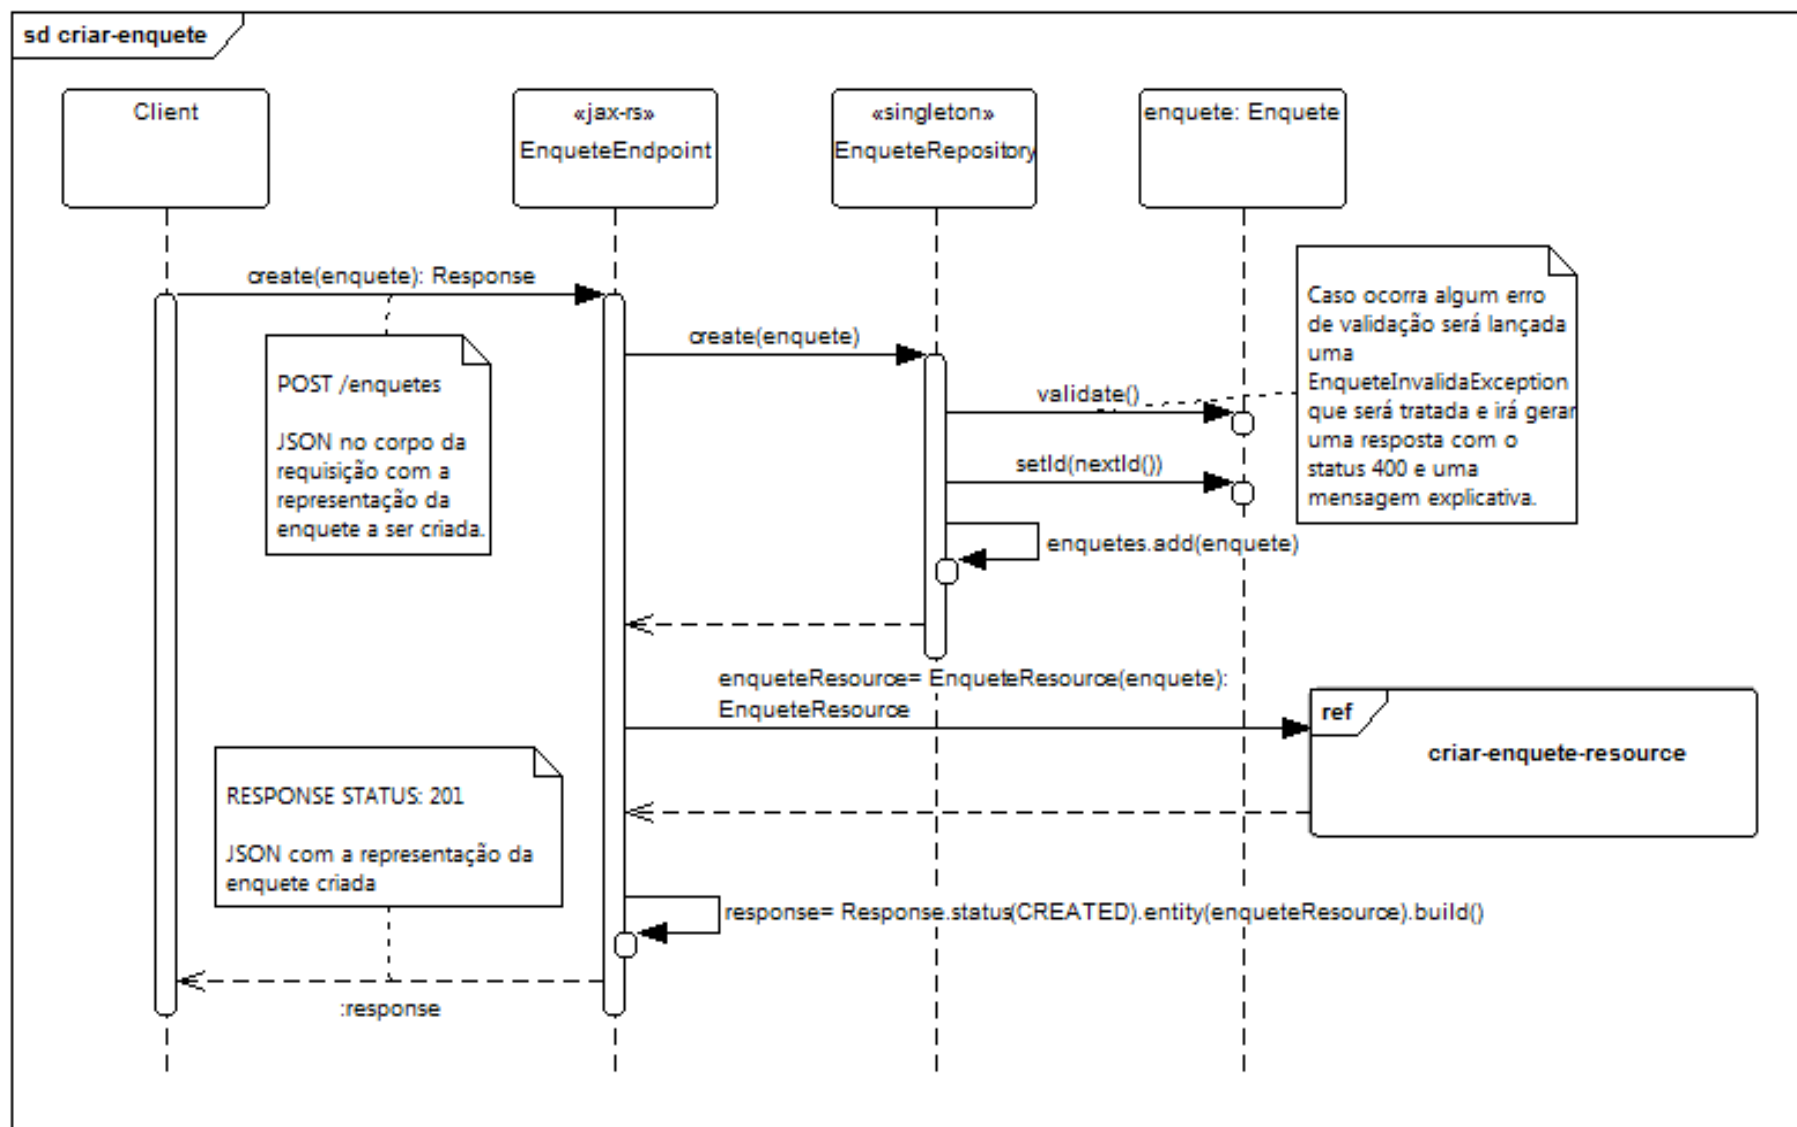 sd criar-enquete
Client
«jax-rs»
EnqueteEndpoint
«singleton»
EnqueteRepository
enquete: Enquete
create(enquete): Response
POST /enquetes
JSON no corpo da
requisição com a
representação da
enquete a ser criada.
create(enquete)
validate()
Caso ocorra algum erro
de validação será lançada
uma
EnqueteInvalidaException
que será tratada e irá gerar
uma resposta com o
status 400 e uma
mensagem explicativa.
setId(nextId())
enquetes.add(enquete)
enqueteResource= EnqueteResource(enquete):
EnqueteResource
ref
criar-enquete-resource
RESPONSE STATUS: 201
JSON com a representação da
enquete criada
response= Response.status(CREATED).entity(enqueteResource).build()
:response